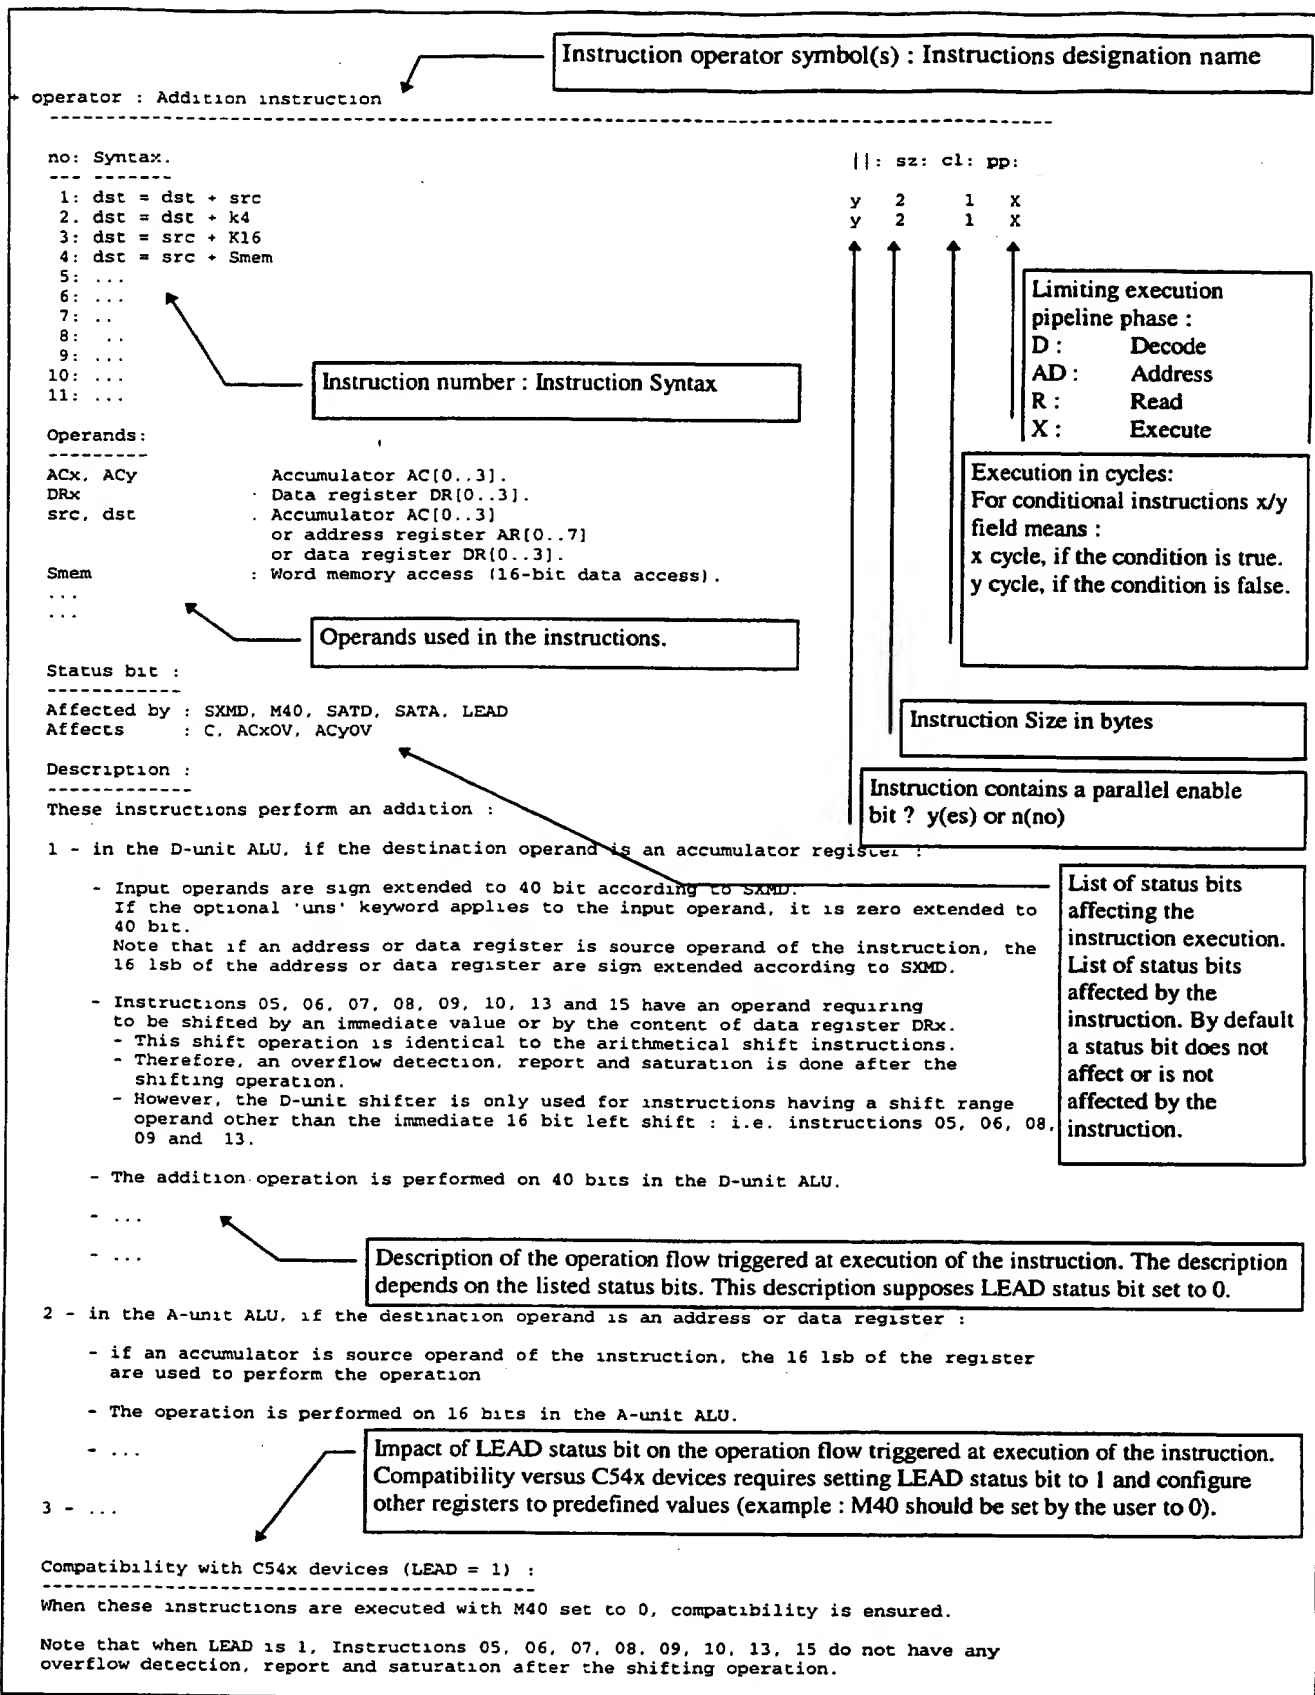 Instruction operator symbol(s) : Instructions designation name
+ operator : Addition instruction
no: Syntax.
||: sz: cl: pp:
1: dst = dst + src
y 2 1 X
2. dst = dst + k4
y 2 1 X
3: dst = src + K16
4: dst = src + Smem
5: ...
6: ...
7: ..
8: ..
9: ...
10: ...
11: ...
Instruction number : Instruction Syntax
Limiting execution
pipeline phase :
D : Decode
AD : Address
R : Read
X : Execute
Operands:
ACx, ACy Accumulator AC[0..3].
DRx . Data register DR[0..3].
src, dst . Accumulator AC[0..3]
or address register AR[0..7]
or data register DR[0..3].
Smem : Word memory access (16-bit data access).
...
...
Operands used in the instructions.
Execution in cycles:
For conditional instructions x/y
field means :
x cycle, if the condition is true.
y cycle, if the condition is false.
Status bit :
Affected by : SXMD, M40, SATD, SATA, LEAD
Affects : C, ACxOV, ACyOV
Instruction Size in bytes
Instruction contains a parallel enable
bit ? y(es) or n(no)
Description :
These instructions perform an addition :
1 - in the D-unit ALU, if the destination operand is an accumulator register :
- Input operands are sign extended to 40 bit according to SXMD.
If the optional 'uns' keyword applies to the input operand, it is zero extended to
40 bit.
Note that if an address or data register is source operand of the instruction, the
16 lsb of the address or data register are sign extended according to SXMD.
- Instructions 05, 06, 07, 08, 09, 10, 13 and 15 have an operand requiring
to be shifted by an immediate value or by the content of data register DRx.
- This shift operation is identical to the arithmetical shift instructions.
- Therefore, an overflow detection, report and saturation is done after the
shifting operation.
- However, the D-unit shifter is only used for instructions having a shift range
operand other than the immediate 16 bit left shift : i.e. instructions 05, 06, 08,
09 and 13.
- The addition operation is performed on 40 bits in the D-unit ALU.
- ...
- ...
List of status bits
affecting the
instruction execution.
List of status bits
affected by the
instruction. By default
a status bit does not
affect or is not
affected by the
instruction.
Description of the operation flow triggered at execution of the instruction. The description
depends on the listed status bits. This description supposes LEAD status bit set to 0.
2 - in the A-unit ALU, if the destination operand is an address or data register :
- if an accumulator is source operand of the instruction, the 16 lsb of the register
are used to perform the operation
- The operation is performed on 16 bits in the A-unit ALU.
- ...
Impact of LEAD status bit on the operation flow triggered at execution of the instruction.
Compatibility versus C54x devices requires setting LEAD status bit to 1 and configure
other registers to predefined values (example : M40 should be set by the user to 0).
3 - ...
Compatibility with C54x devices (LEAD = 1) :
When these instructions are executed with M40 set to 0, compatibility is ensured.
Note that when LEAD is 1, Instructions 05, 06, 07, 08, 09, 10, 13, 15 do not have any
overflow detection, report and saturation after the shifting operation.